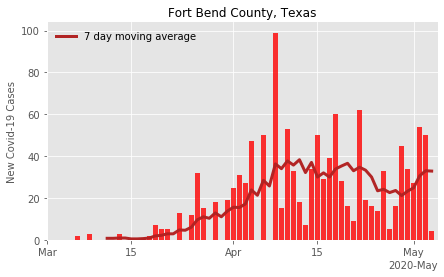 Fort Bend County, Texas
7 day moving average
New Covid-19 Cases
100
80
60
40
20
0
Mar
15
Apr
15
May
2020-May